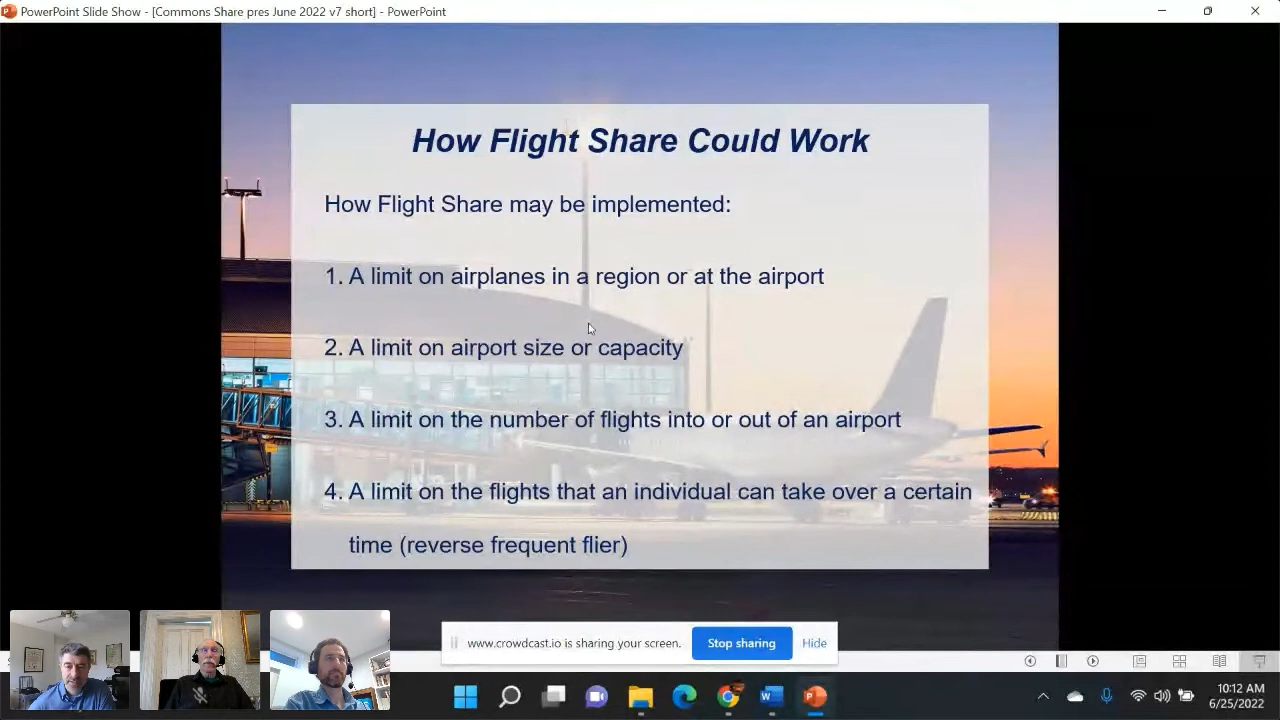 PowerPoint Slide Show - [Commons Share pres June 2022 v7 short] - PowerPoint
How Flight Share Could Work
How Flight Share may be implemented:
1. A limit on airplanes in a region or at the airport
2. A limit on airport size or capacity
3. A limit on the number of flights into or out of an airport
4. A limit on the flights that an individual can take over a certain
time (reverse frequent flier)
www.crowdcast.io is sharing your screen.
Stop sharing
Hide
10:12 AM
6/25/2022